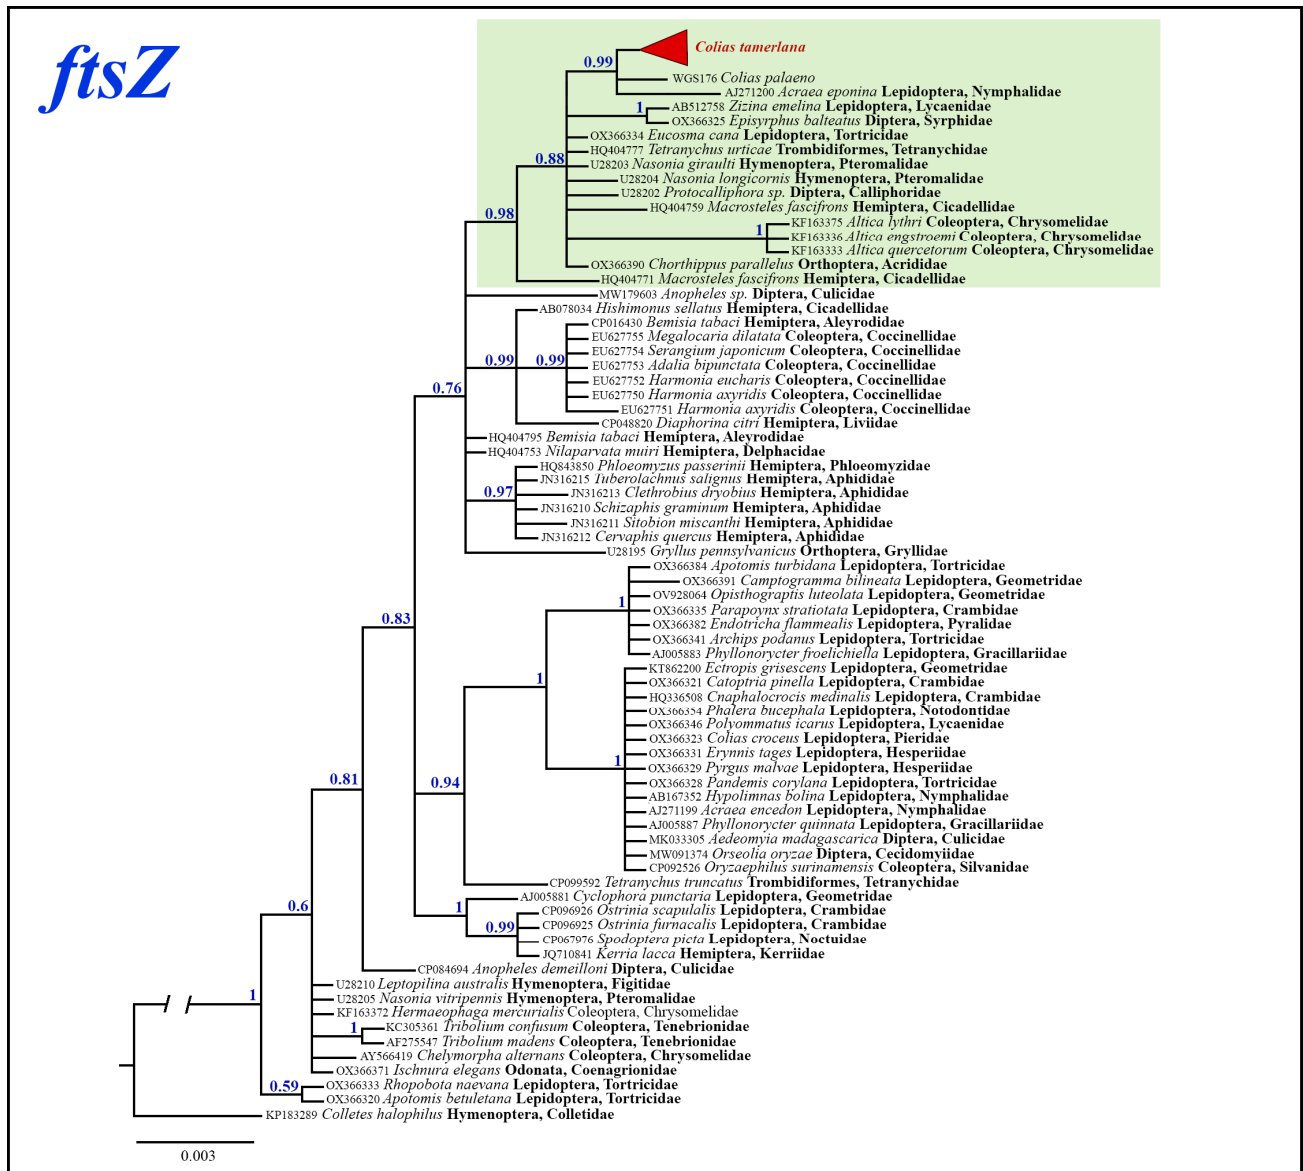 ftsZ
Colias tamerlana
0.99
WGS176 Colias palaeno
AJ271200 Acraea eponina Lepidoptera, Nymphalidae
1
AB512758 Zizina emelina Lepidoptera, Lycaenidae
OX366325 Episyrphus balteatus Diptera, Syrphidae
OX366334 Eucosma cana Lepidoptera, Tortricidae
HQ404777 Tetranychus urticae Trombidiformes, Tetranychidae
0.88
U28203 Nasonia giraulti Hymenoptera, Pteromalidae
U28204 Nasonia longicornis Hymenoptera, Pteromalidae
U28202 Protocalliphora sp. Diptera, Calliphoridae
HQ404759 Macrosteles fascifrons Hemiptera, Cicadellidae
0.98
KF163375 Altica lythri Coleoptera, Chrysomelidae
1
KF163336 Altica engstroemi Coleoptera, Chrysomelidae
KF163333 Altica quercetorum Coleoptera, Chrysomelidae
OX366390 Chorthippus parallelus Orthoptera, Acrididae
HQ404771 Macrosteles fascifrons Hemiptera, Cicadellidae
MW179603 Anopheles sp. Diptera, Culicidae
AB078034 Hishimonus sellatus Hemiptera, Cicadellidae
CP016430 Bemisia tabaci Hemiptera, Aleyrodidae
EU627755 Megalocaria dilatata Coleoptera, Coccinellidae
EU627754 Serangium japonicum Coleoptera, Coccinellidae
0.99
0.99
EU627753 Adalia bipunctata Coleoptera, Coccinellidae
EU627752 Harmonia eucharis Coleoptera, Coccinellidae
0.76
EU627750 Harmonia axyridis Coleoptera, Coccinellidae
EU627751 Harmonia axyridis Coleoptera, Coccinellidae
CP048820 Diaphorina citri Hemiptera, Liviidae
HQ404795 Bemisia tabaci Hemiptera, Aleyrodidae
HQ404753 Nilaparvata muiri Hemiptera, Delphacidae
HQ843850 Phloeomyzus passerinii Hemiptera, Phloeomyzidae
JN316215 Tuberolachnus salignus Hemiptera, Aphididae
0.97
JN316213 Clethrobius dryobius Hemiptera, Aphididae
JN316210 Schizaphis graminum Hemiptera, Aphididae
JN316211 Sitobion miscanthi Hemiptera, Aphididae
JN316212 Cervaphis quercus Hemiptera, Aphididae
U28195 Gryllus pennsylvanicus Orthoptera, Gryllidae
OX366384 Apotomis turbidana Lepidoptera, Tortricidae
OX366391 Camptogramma bilineata Lepidoptera, Geometridae
OV928064 Opisthograptis luteolata Lepidoptera, Geometridae
1
OX366335 Parapoynx stratiotata Lepidoptera, Crambidae
0.83
OX366382 Endotricha flammealis Lepidoptera, Pyralidae
OX366341 Archips podanus Lepidoptera, Tortricidae
AJ005883 Phyllonorycter froelichiella Lepidoptera, Gracillariidae
KT862200 Ectropis grisescens Lepidoptera, Geometridae
1
OX366321 Catoptria pinella Lepidoptera, Crambidae
HQ336508 Cnaphalocrocis medinalis Lepidoptera, Crambidae
OX366354 Phalera bucephala Lepidoptera, Notodontidae
OX366346 Polyommatus icarus Lepidoptera, Lycaenidae
OX366323 Colias croceus Lepidoptera, Pieridae
OX366331 Erynnis tages Lepidoptera, Hesperiidae
1
OX366329 Pyrgus malvae Lepidoptera, Hesperiidae
0.81
0.94
OX366328 Pandemis corylana Lepidoptera, Tortricidae
AB167352 Hypolimnas bolina Lepidoptera, Nymphalidae
AJ271199 Acraea encedon Lepidoptera, Nymphalidae
AJ005887 Phyllonorycter quinnata Lepidoptera, Gracillariidae
MK033305 Aedeomyia madagascarica Diptera, Culicidae
MW091374 Orseolia oryzae Diptera, Cecidomyiidae
CP092526 Oryzaephilus surinamensis Coleoptera, Silvanidae
CP099592 Tetranychus truncatus Trombidiformes, Tetranychidae
AJ005881 Cyclophora punctaria Lepidoptera, Geometridae
0.6
1
CP096926 Ostrinia scapulalis Lepidoptera, Crambidae
0.99
CP096925 Ostrinia furnacalis Lepidoptera, Crambidae
CP067976 Spodoptera picta Lepidoptera, Noctuidae
JQ710841 Kerria lacca Hemiptera, Kerriidae
CP084694 Anopheles demeilloni Diptera, Culicidae
U28210 Leptopilina australis Hymenoptera, Figitidae
1
U28205 Nasonia vitripennis Hymenoptera, Pteromalidae
KF163372 Hermaeophaga mercurialis Coleoptera, Chrysomelidae
1
KC305361 Tribolium confusum Coleoptera, Tenebrionidae
AF275547 Tribolium madens Coleoptera, Tenebrionidae
AY566419 Chelymorpha alternans Coleoptera, Chrysomelidae
OX366371 Ischnura elegans Odonata, Coenagrionidae
0.59
OX366333 Rhopobota naevana Lepidoptera, Tortricidae
OX366320 Apotomis betuletana Lepidoptera, Tortricidae
KP183289 Colletes halophilus Hymenoptera, Colletidae
0.003